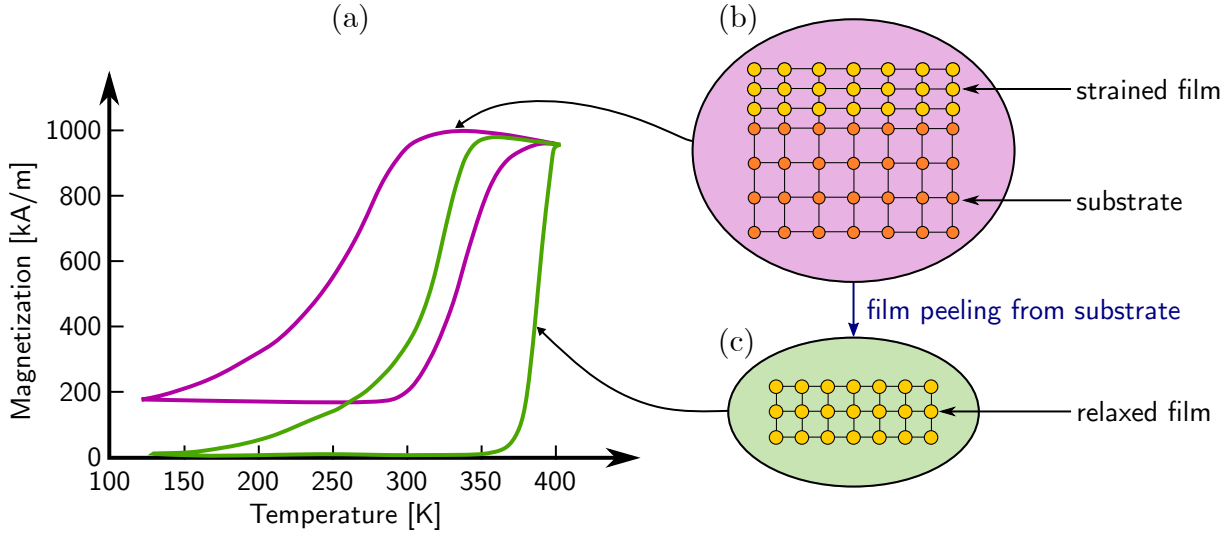 (a)
(b)
strained film
substrate
film peeling from substrate
(c)
relaxed film
Magnetization [kA/m]
1000
800
600
400
200
0
100 150 200 250 300 350 400
Temperature [K]